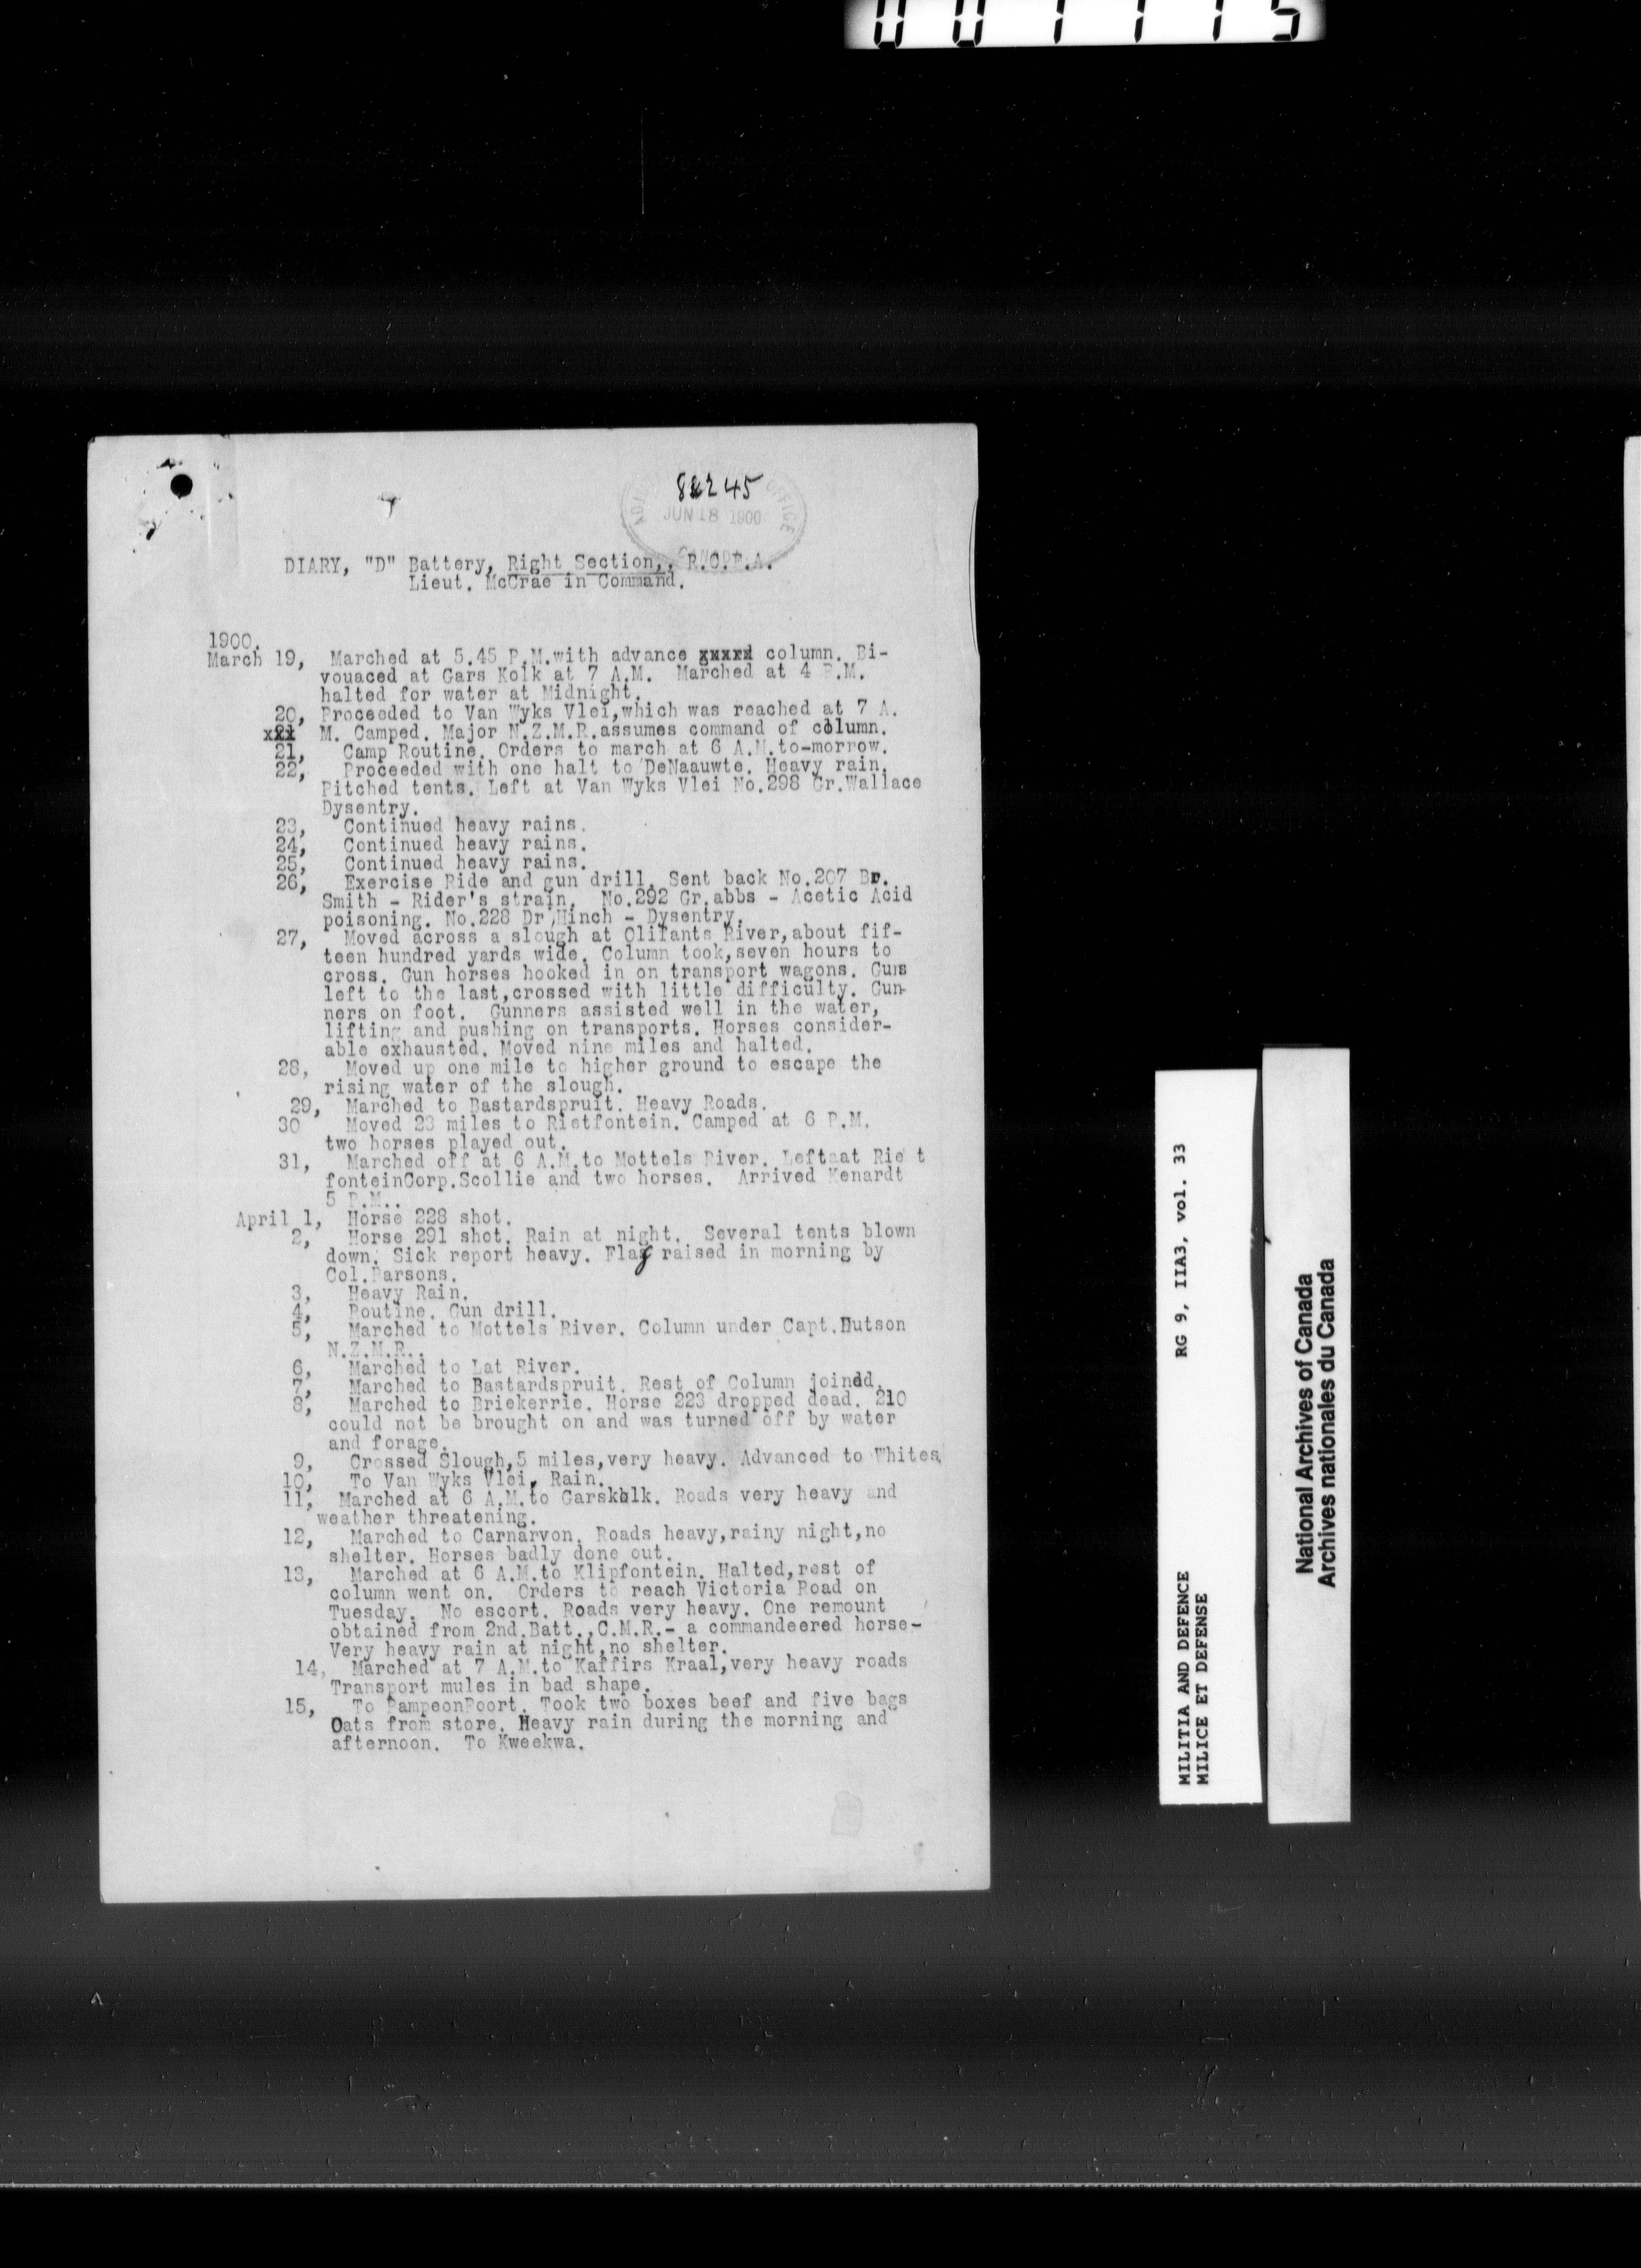 82245
JUN 18 1900
OFFICE
CANADA
DIARY, "D" Battery, Right Section,, R.C.F.A.
Lieut. McCrae in Command.
1900.
March 19, Marched at 5.45 P.M.with advance column. Bi-
vouaced at Gars Kolk at 7 A.M. Marched at 4 P.M.
halted for water at Midnight.
20, Proceeded to Van Wyks Vlei,which was reached at 7 A.
xxx M. Camped. Major N.Z.M.R.assumes command of column.
21, Camp Routine. Orders to march at 6 A.M.to-morrow.
22, Proceeded with one halt to DeNaauwte. Heavy rain.
Pitched tents. Left at Van Wyks Vlei No.298 Gr.Wallace
Dysentry.
23, Continued heavy rains.
24, Continued heavy rains.
25, Continued heavy rains.
26, Exercise Ride and gun drill. Sent back No.207 Br.
Smith - Rider's strain. No.292 Gr.abbs - Acetic Acid
poisoning. No.228 Dr Hinch - Dysentry.
27, Moved across a slough at Olifants River,about fif-
teen hundred yards wide. Column took,seven hours to
cross. Gun horses hooked in on transport wagons. Guns
left to the last,crossed with little difficulty. Gun-
ners on foot. Gunners assisted well in the water,
lifting and pushing on transports. Horses consider-
able exhausted. Moved nine miles and halted.
28, Moved up one mile to higher ground to escape the
rising water of the slough.
29, Marched to Bastardspruit. Heavy Roads.
30 Moved 23 miles to Rietfontein. Camped at 6 P.M.
two horses played out.
31, Marched off at 6 A.M.to Mottels River. Leftaat Rie t
fonteinCorp.Scollie and two horses. Arrived Kenardt
5 P.M..
April 1, Horse 228 shot.
2, Horse 291 shot. Rain at night. Several tents blown
down. Sick report heavy. Flag raised in morning by
Col.Parsons.
3, Heavy Rain.
4, Routine. Gun drill.
5, Marched to Mottels River. Column under Capt.Hutson
N.Z.M.R..
6, Marched to Lat River.
7, Marched to Bastardspruit. Rest of Column joindd.
8, Marched to Briekerrie. Horse 223 dropped dead. 210
could not be brought on and was turned off by water
and forage.
9, Crossed Slough,5 miles,very heavy. Advanced to Whites.
10, To Van Wyks Vlei, Rain.
11, Marched at 6 A.M.to Garskolk. Roads very heavy and
weather threatening.
12, Marched to Carnarvon. Roads heavy,rainy night,no
shelter. Horses badly done out.
13, Marched at 6 A.M.to Klipfontein. Halted,rest of
column went on. Orders to reach Victoria Road on
Tuesday. No escort. Roads very heavy. One remount
obtained from 2nd.Batt.,C.M.R.- a commandeered horse-
Very heavy rain at night,no shelter.
14, Marched at 7 A.M.to Kaffirs Kraal,very heavy roads
Transport mules in bad shape.
15, To PampeonPoort. Took two boxes beef and five bags
Oats from store. Heavy rain during the morning and
afternoon. To Kweekwa.
MILITIA AND DEFENCE RG 9, IIA3, vol. 33
MILICE ET DEFENSE
National Archives of Canada
Archives nationales du Canada